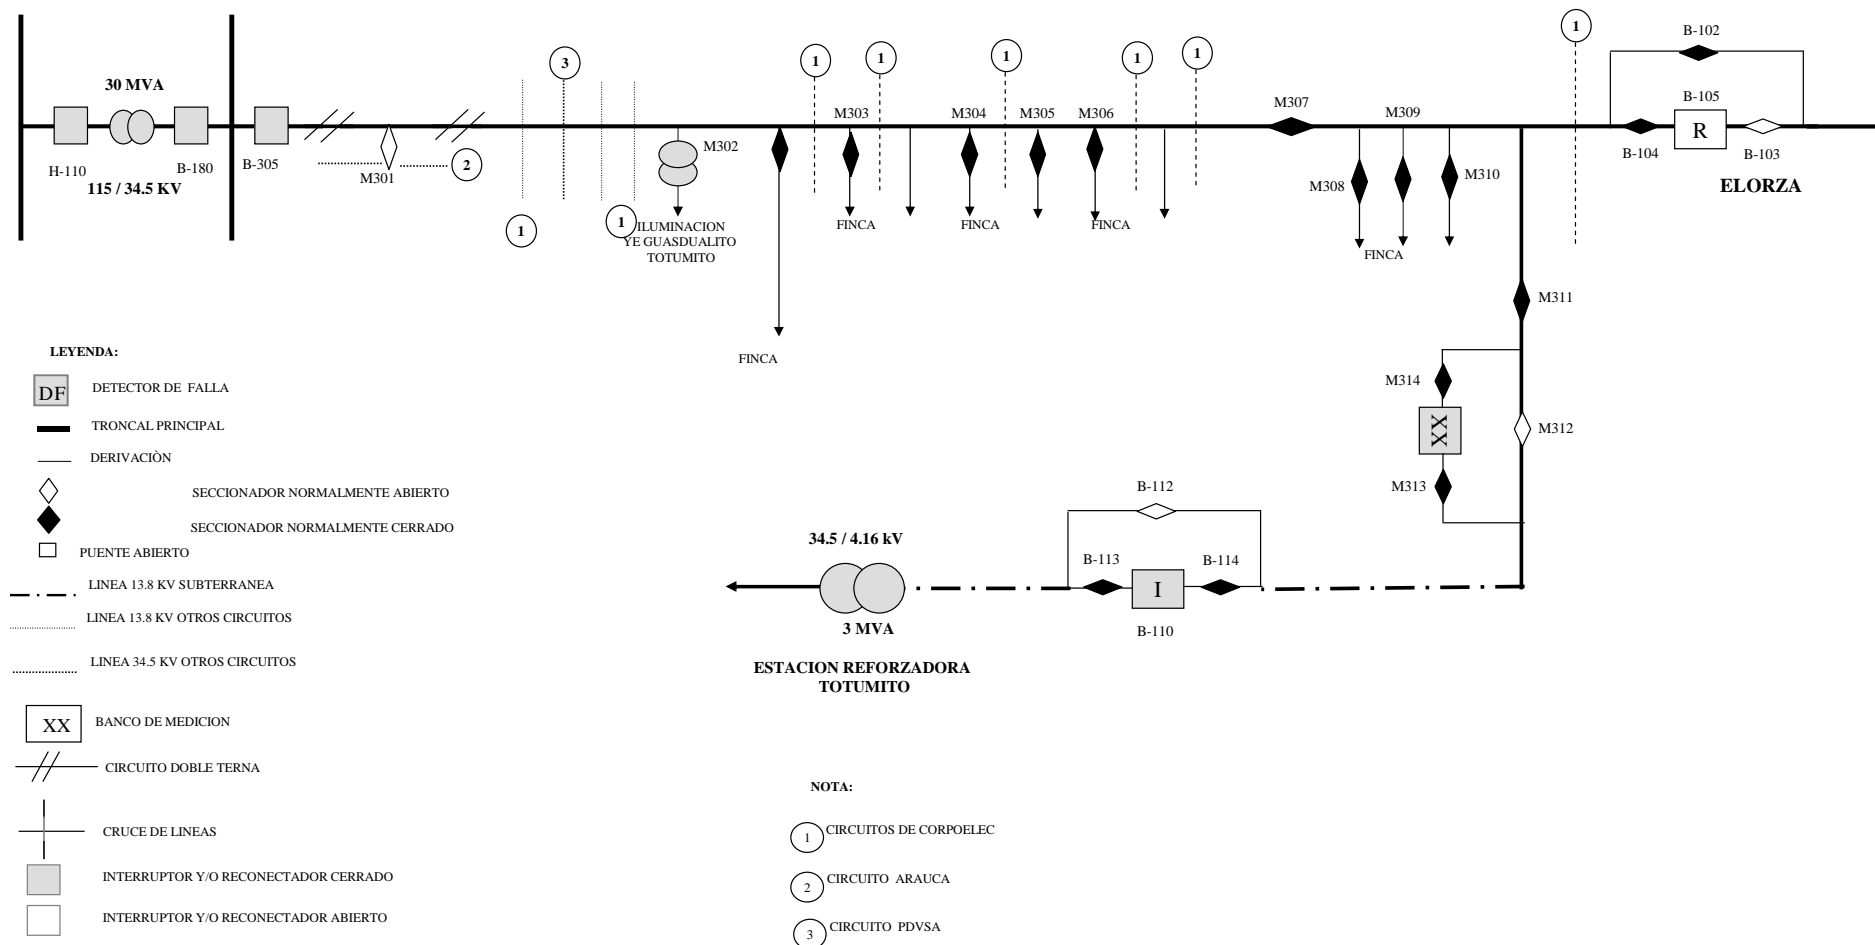 1
B-102
3
1
1
1
1
1
30 MVA
M307
B-105
M303
M304
M305
M306
M309
R
M302
B-104
B-103
H-110
B-180
B-305
M301
2
M308
M310
115 / 34.5 KV
ELORZA
1
1
ILUMINACION
YE GUASDUALITO
TOTUMITO
FINCA
FINCA
FINCA
FINCA
M311
FINCA
LEYENDA:
M314
DF
DETECTOR DE FALLA
TRONCAL PRINCIPAL
XX
M312
DERIVACIÒN
SECCIONADOR NORMALMENTE ABIERTO
B-112
M313
SECCIONADOR NORMALMENTE CERRADO
34.5 / 4.16 kV
PUENTE ABIERTO
B-113
B-114
LINEA 13.8 KV SUBTERRANEA
I
LINEA 13.8 KV OTROS CIRCUITOS
3 MVA
B-110
LINEA 34.5 KV OTROS CIRCUITOS
ESTACION REFORZADORA
TOTUMITO
XX
BANCO DE MEDICION
CIRCUITO DOBLE TERNA
NOTA:
CRUCE DE LINEAS
1 CIRCUITOS DE CORPOELEC
INTERRUPTOR Y/O RECONECTADOR CERRADO
2 CIRCUITO ARAUCA
INTERRUPTOR Y/O RECONECTADOR ABIERTO
3 CIRCUITO PDVSA